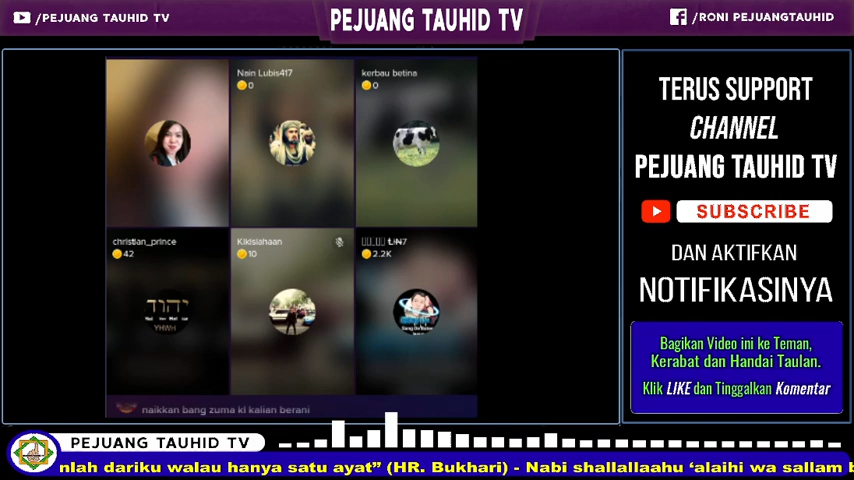 /PEJUANG TAUHID TV
PEJUANG TAUHID TV
/RONI PEJUANGTAUHID
Nain Lubis417
0
kerbau betina
0
christian_prince
42
Kikisiahaan
10
2.2K
יהוה
YHWH
naikkan bang zuma kl kalian berani
TERUS SUPPORT
CHANNEL
PEJUANG TAUHID TV
SUBSCRIBE
DAN AKTIFKAN
NOTIFIKASINYA
Bagikan Video ini ke Teman,
Kerabat dan Handai Taulan.
Klik LIKE dan Tinggalkan Komentar
PEJUANG TAUHID TV
nlah dariku walau hanya satu ayat” (HR. Bukhari) - Nabi shallallaahu ‘alaihi wa sallam b